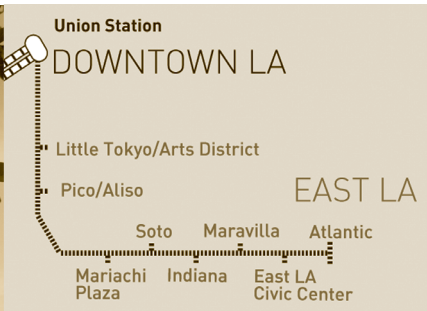 Union Station
DOWNTOWN LA
Little Tokyo/Arts District
Pico/Aliso
EAST LA
Soto
Maravilla
Atlantic
Mariachi
Plaza
Indiana
East LA
Civic Center